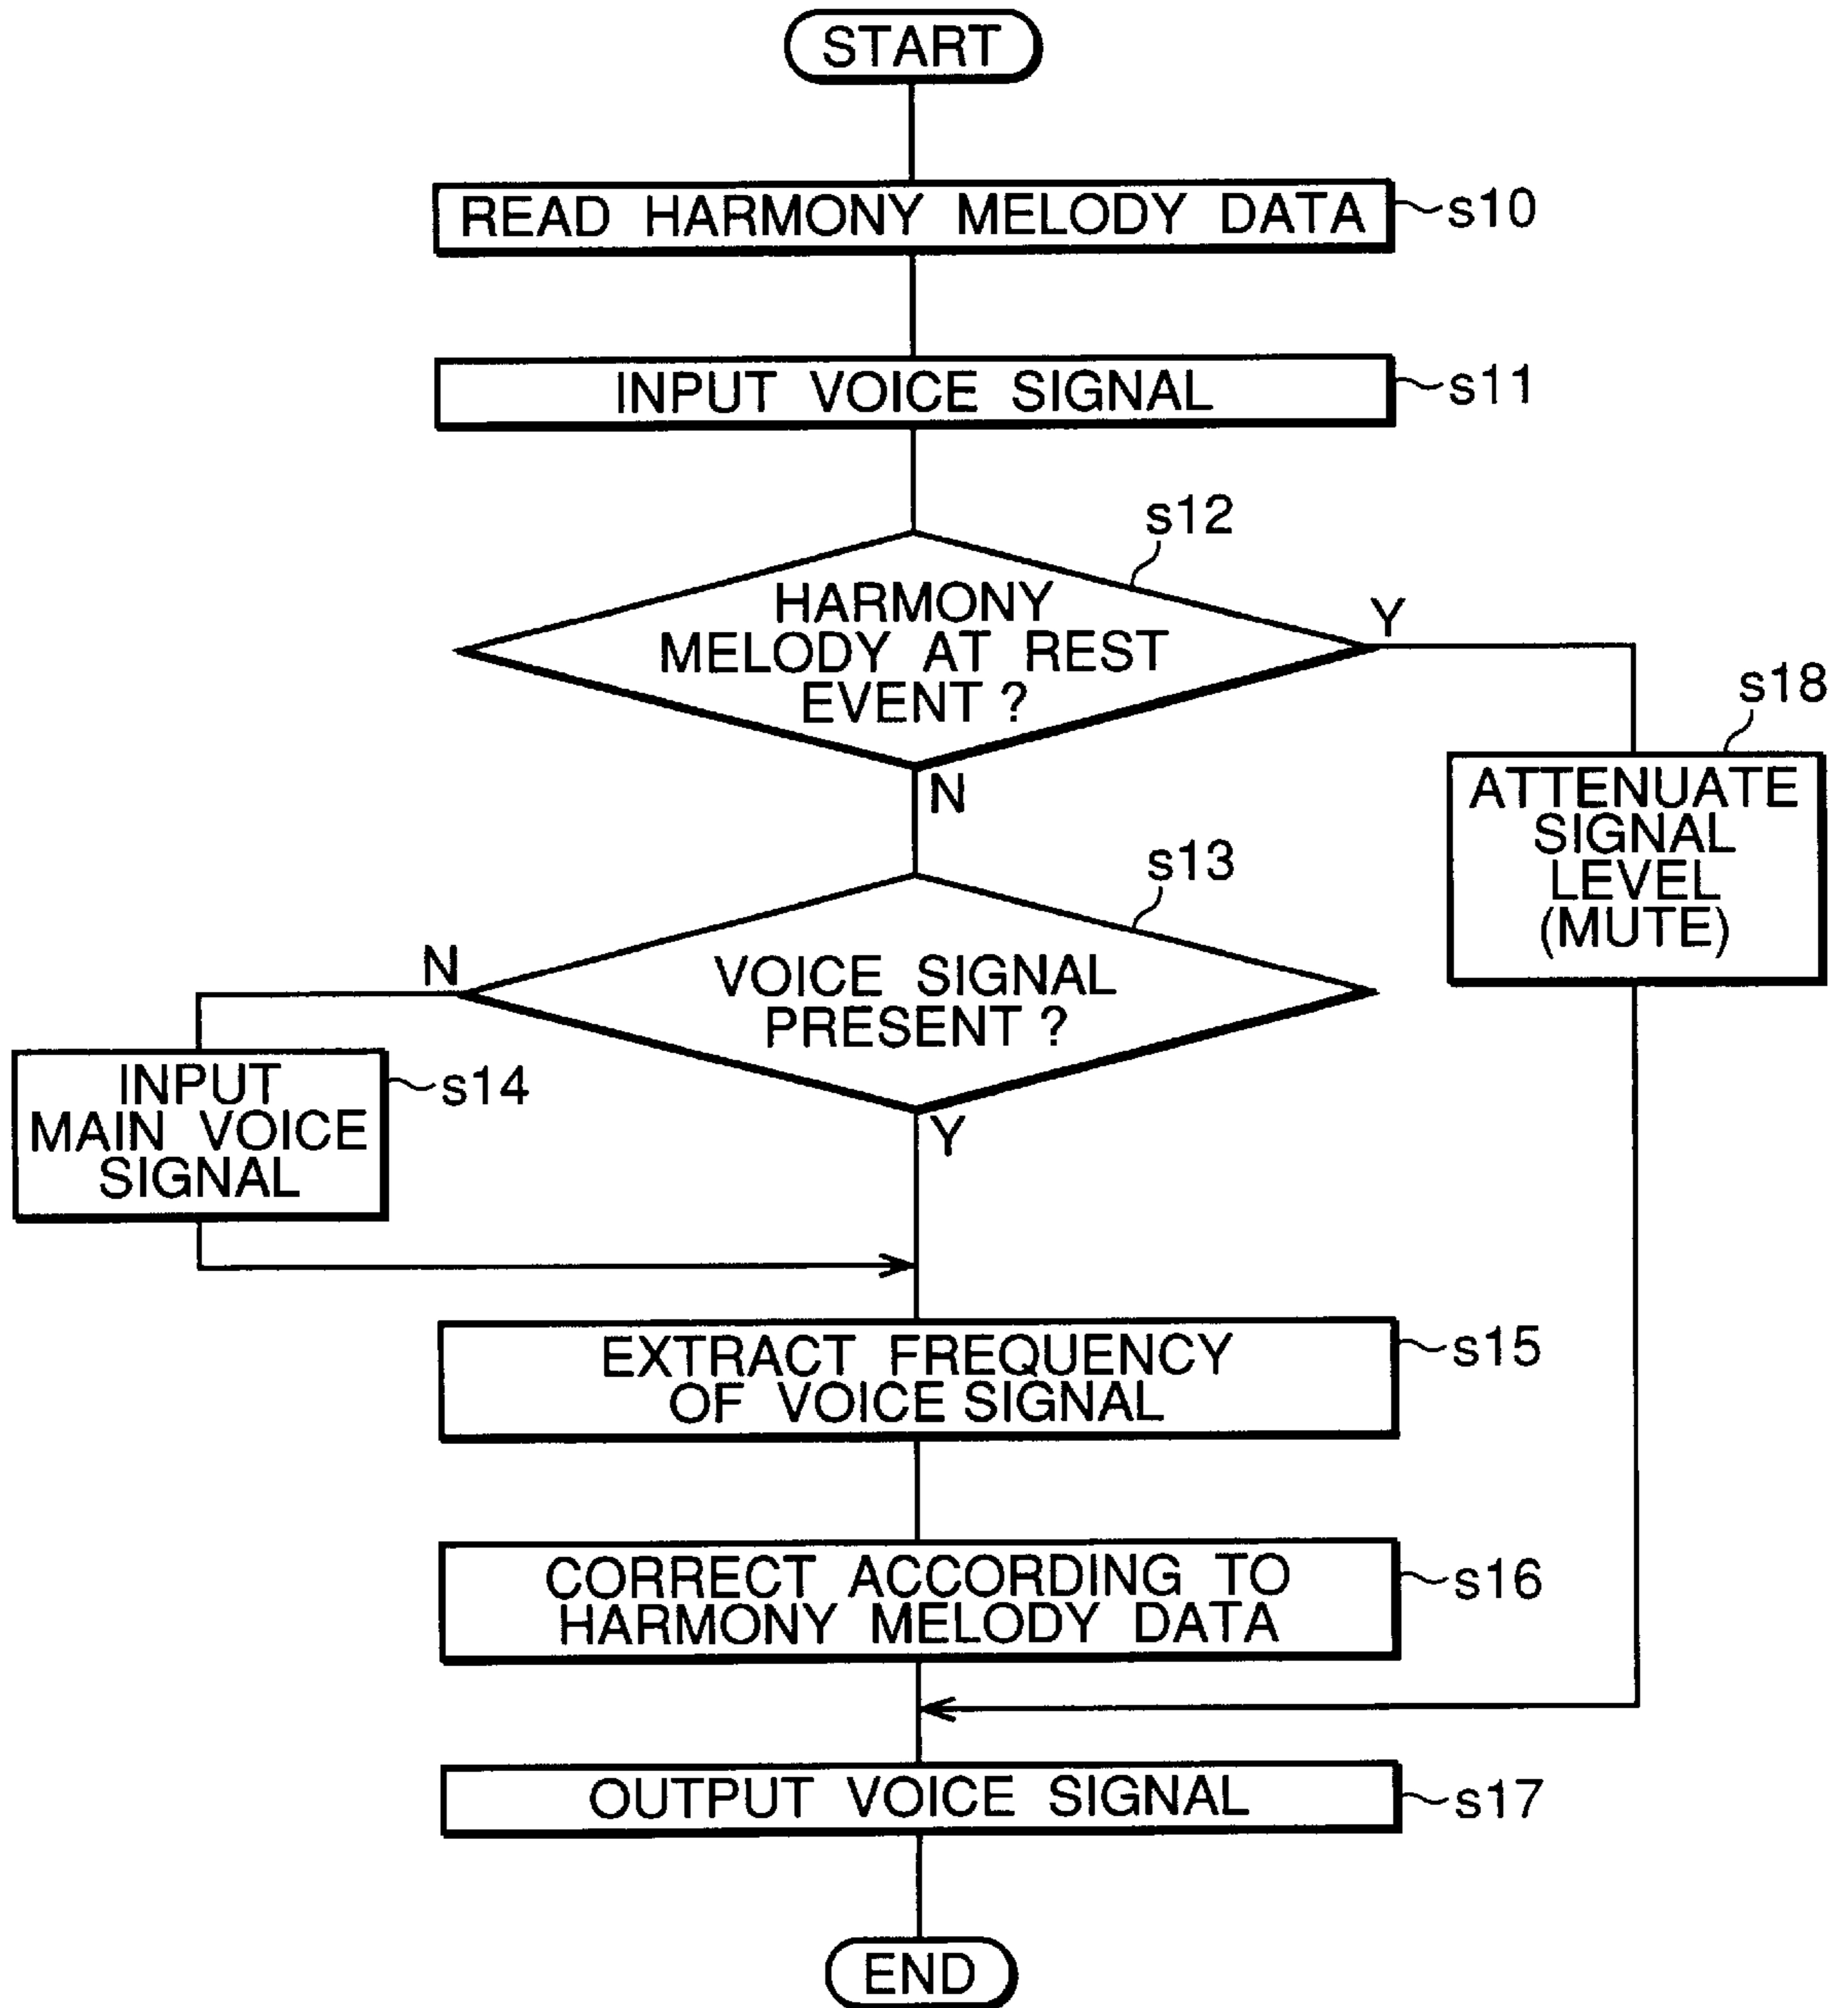 START
READ HARMONY MELODY DATA
s10
INPUT VOICE SIGNAL
s11
s12
HARMONY
MELODY AT REST
EVENT ?
Y
N
s18
ATTENUATE
SIGNAL
LEVEL
(MUTE)
s13
VOICE SIGNAL
PRESENT ?
N
Y
INPUT
MAIN VOICE
SIGNAL
s14
EXTRACT FREQUENCY
OF VOICE SIGNAL
s15
CORRECT ACCORDING TO
HARMONY MELODY DATA
s16
OUTPUT VOICE SIGNAL
s17
END